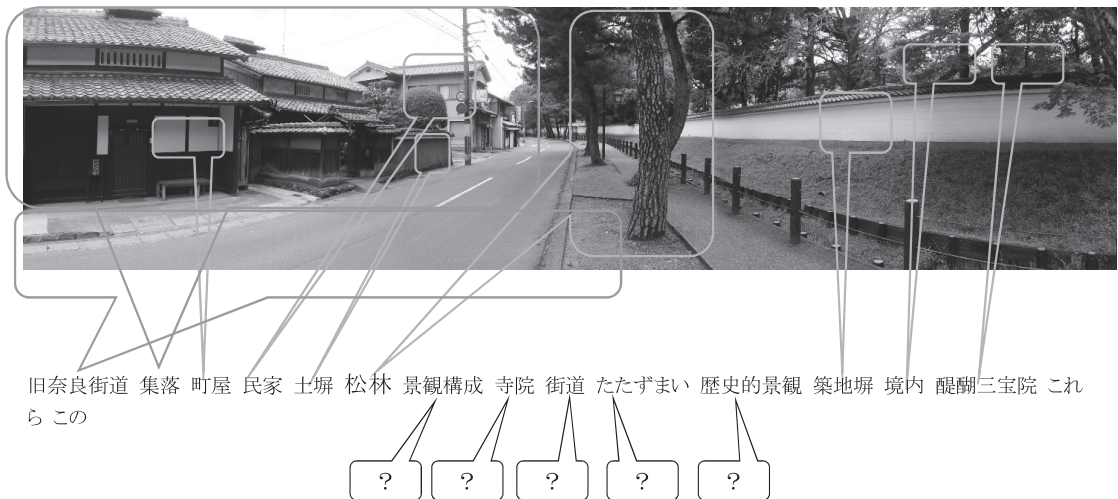 旧奈良街道 集落 町屋 民家 土塀 松林 景観構成 寺院 街道 たたずまい 歴史的景観 築地塀 境内 醍醐三宝院 これ
ら この
? ? ? ? ?